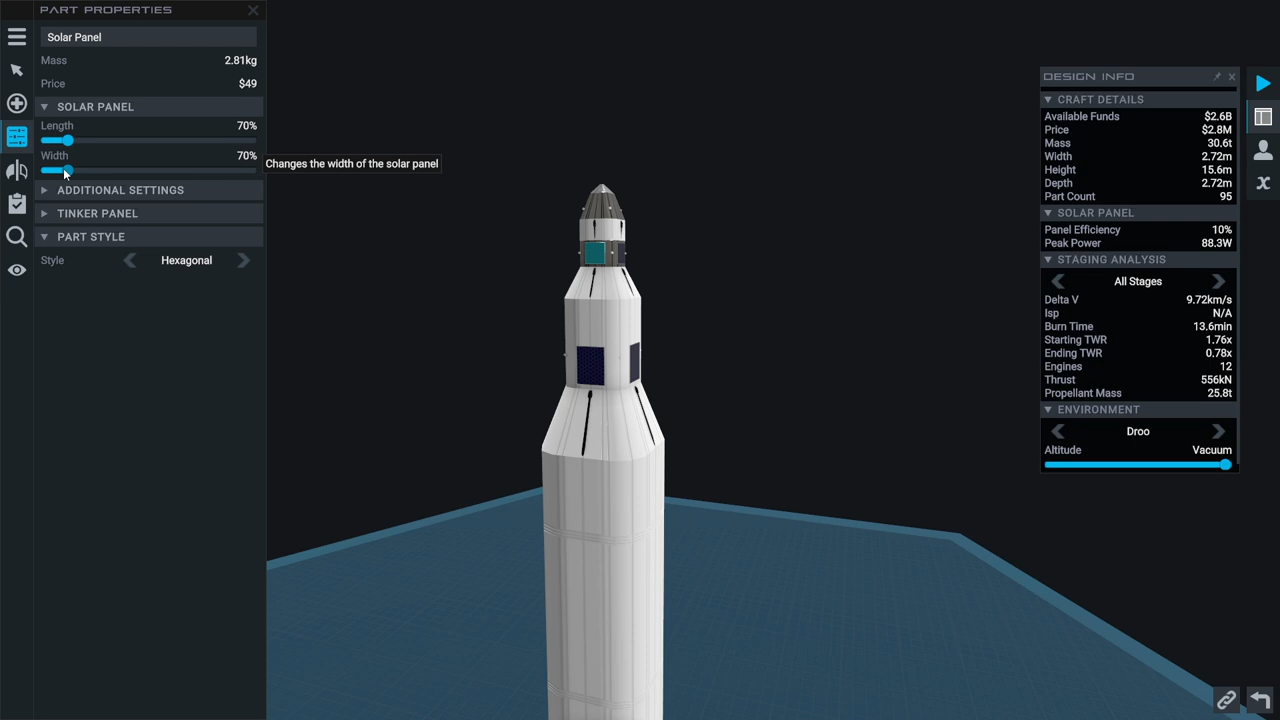 PART PROPERTIES
Solar Panel
Mass 2.81kg
Price $49
SOLAR PANEL
Length 70%
Width 70%
Changes the width of the solar panel
ADDITIONAL SETTINGS
TINKER PANEL
PART STYLE
Style Hexagonal
DESIGN INFO
CRAFT DETAILS
Available Funds $2.6B
Price $2.8M
Mass 30.6t
Width 2.72m
Height 15.6m
Depth 2.72m
Part Count 95
SOLAR PANEL
Panel Efficiency 10%
Peak Power 88.3W
STAGING ANALYSIS
All Stages
Delta V 9.72km/s
Isp N/A
Burn Time 13.6min
Starting TWR 1.76x
Ending TWR 0.78x
Engines 12
Thrust 556kN
Propellant Mass 25.8t
ENVIRONMENT
Droo
Altitude Vacuum
x